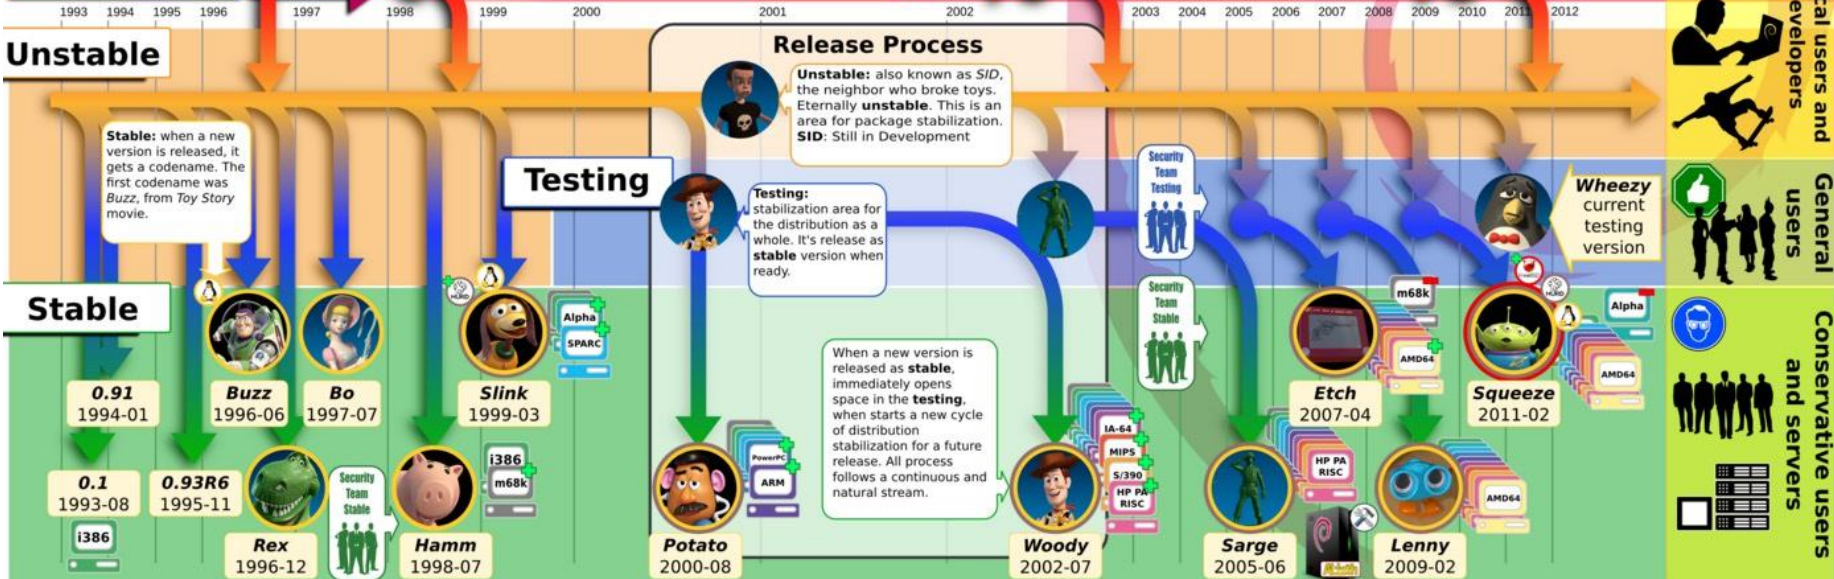 1993 1994 1995 1996 1997 1998 1999 2000 2001 2002 2003 2004 2005 2006 2007 2008 2009 2010 2011 2012
Unstable
Release Process
Unstable: also known as SID,
the neighbor who broke toys.
Eternally unstable. This is an
area for package stabilization.
SID: Still in Development
Stable: when a new
version is released, it
gets a codename. The
first codename was
Buzz, from Toy Story
movie.
Testing
Testing:
stabilization area for
the distribution as a
whole. It's release as
stable version when
ready.
Security
Team
Testing
Wheezy
current
testing
version
Stable
HURD
Alpha
SPARC
Security
Team
Stable
m68k
AMD64
HURD
Alpha
AMD64
When a new version is
released as stable,
immediately opens
space in the testing,
when starts a new cycle
of distribution
stabilization for a future
release. All process
follows a continuous and
natural stream.
0.91
1994-01
Buzz
1996-06
Bo
1997-07
Slink
1999-03
Etch
2007-04
Squeeze
2011-02
0.1
1993-08
i386
0.93R6
1995-11
Security
Team
Stable
i386
m68k
PowerPC
ARM
IA-64
MIPS
S/390
HP PA
RISC
HP PA
RISC
AMD64
Rex
1996-12
Hamm
1998-07
Potato
2000-08
Woody
2002-07
Sarge
2005-06
Lenny
2009-02
cal users and
evelopers
General
users
Conservative users
and servers